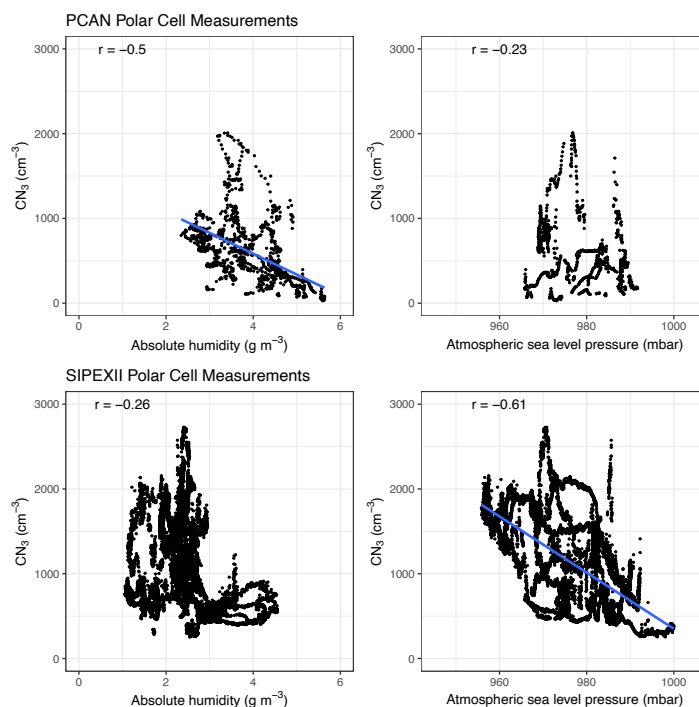 PCAN Polar Cell Measurements
r = −0.5
r = −0.23
3000
2000
1000
0
CN₃ (cm⁻³)
0 2 4 6
Absolute humidity (g m⁻³)
3000
2000
1000
0
CN₃ (cm⁻³)
960 980 1000
Atmospheric sea level pressure (mbar)
SIPEXII Polar Cell Measurements
r = −0.26
r = −0.61
3000
2000
1000
0
CN₃ (cm⁻³)
0 2 4 6
Absolute humidity (g m⁻³)
3000
2000
1000
0
CN₃ (cm⁻³)
960 980 1000
Atmospheric sea level pressure (mbar)